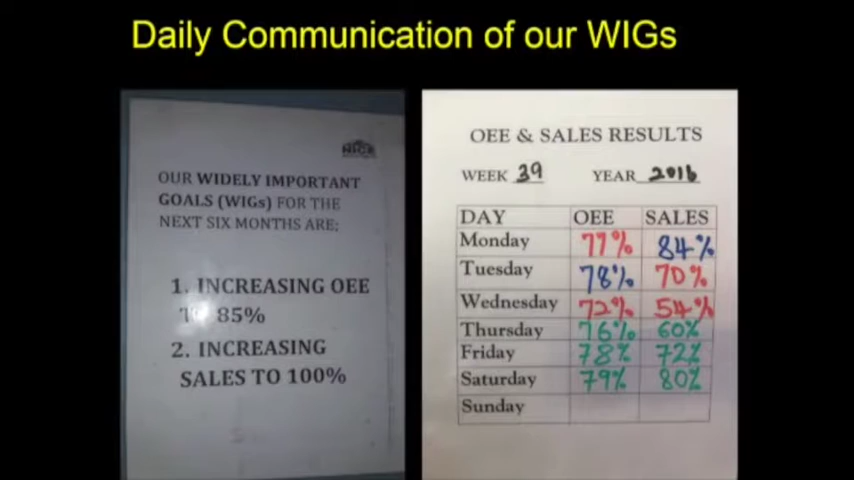 Daily Communication of our WIGs
NICE
OUR WIDELY IMPORTANT
GOALS (WIGs) FOR THE
NEXT SIX MONTHS ARE;
1. INCREASING OEE
TO 85%
2. INCREASING
SALES TO 100%
OEE & SALES RESULTS
WEEK 39 YEAR 2016
DAY OEE SALES
Monday 77% 84%
Tuesday 78% 70%
Wednesday 72% 54%
Thursday 76% 60%
Friday 78% 72%
Saturday 79% 80%
Sunday